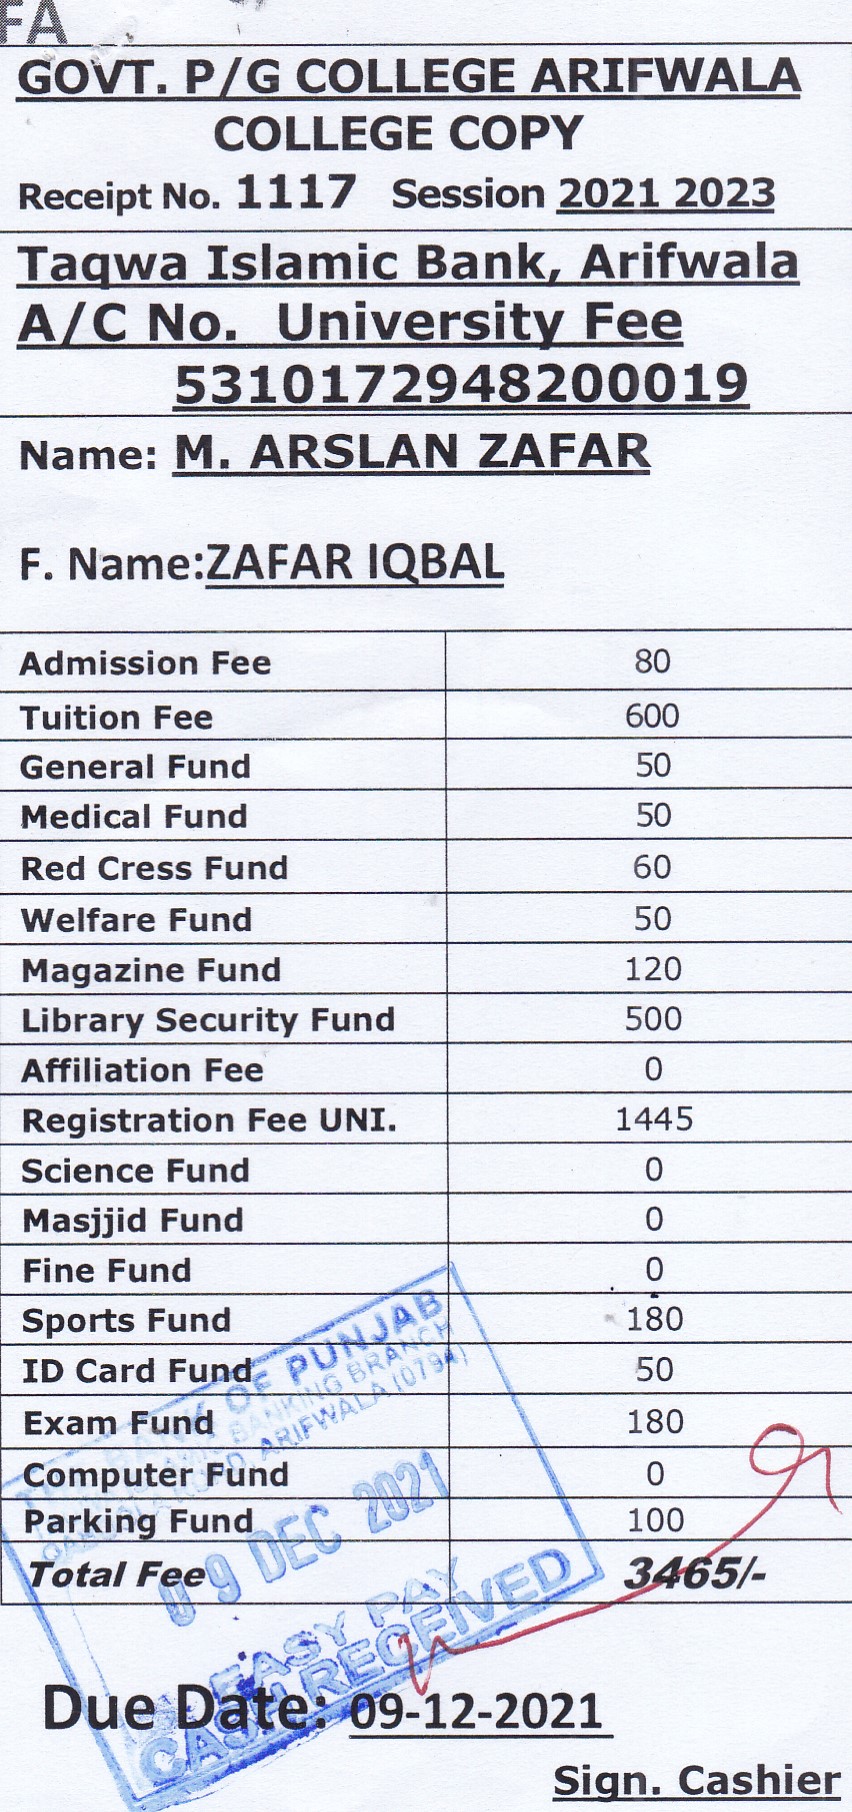 FA
GOVT. P/G COLLEGE ARIFWALA
COLLEGE COPY
Receipt No. 1117 Session 2021 2023
Taqwa Islamic Bank, Arifwala
A/C No. University Fee
5310172948200019
Name: M. ARSLAN ZAFAR
F. Name:ZAFAR IQBAL
Admission Fee 80
Tuition Fee 600
General Fund 50
Medical Fund 50
Red Cress Fund 60
Welfare Fund 50
Magazine Fund 120
Library Security Fund 500
Affiliation Fee 0
Registration Fee UNI. 1445
Science Fund 0
Masjjid Fund 0
Fine Fund 0
Sports Fund 180
ID Card Fund 50
Exam Fund 180
Computer Fund 0
Parking Fund 100
Total Fee 3465/-
THE BANK OF PUNJAB
BANKING BRANCH
ROAD, ARIFWALA (0794)
09 DEC 2021
EASY PAY
CASH RECEIVED
Due Date: 09-12-2021
Sign. Cashier